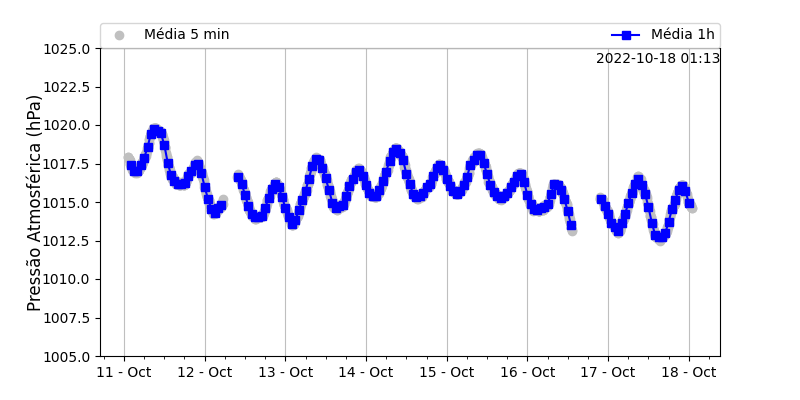 Média 5 min
Média 1h
2022-10-18 01:13
Pressão Atmosférica (hPa)
1025.0
1022.5
1020.0
1017.5
1015.0
1012.5
1010.0
1007.5
1005.0
11 - Oct
12 - Oct
13 - Oct
14 - Oct
15 - Oct
16 - Oct
17 - Oct
18 - Oct